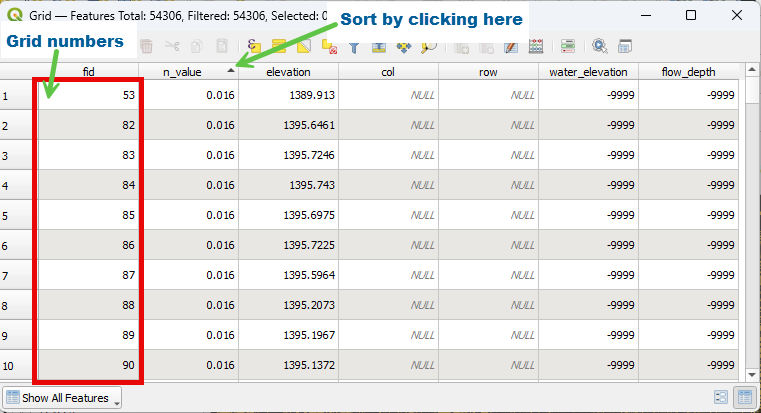 Grid — Features Total: 54306, Filtered: 54306, Selected: 0
Sort by clicking here
Grid numbers
fid n_value elevation col row water_elevation flow_depth
1 53 0.016 1389.913 NULL NULL -9999 -9999
2 82 0.016 1395.6461 NULL NULL -9999 -9999
3 83 0.016 1395.7246 NULL NULL -9999 -9999
4 84 0.016 1395.743 NULL NULL -9999 -9999
5 85 0.016 1395.6975 NULL NULL -9999 -9999
6 86 0.016 1395.7225 NULL NULL -9999 -9999
7 87 0.016 1395.5964 NULL NULL -9999 -9999
8 88 0.016 1395.2073 NULL NULL -9999 -9999
9 89 0.016 1395.1967 NULL NULL -9999 -9999
10 90 0.016 1395.1372 NULL NULL -9999 -9999
Show All Features